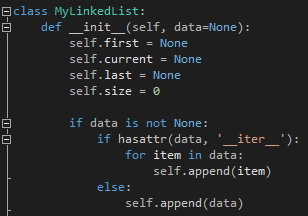 class MyLinkedList:
    def __init__(self, data=None):
        self.first = None
        self.current = None
        self.last = None
        self.size = 0

        if data is not None:
            if hasattr(data, '__iter__'):
                for item in data:
                    self.append(item)
            else:
                self.append(data)